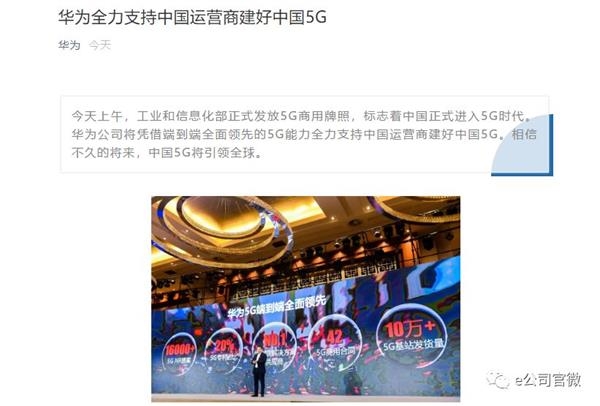 华为全力支持中国运营商建好中国5G
华为 今天
今天上午，工业和信息化部正式发放5G商用牌照，标志着中国正式进入5G时代。
华为公司将凭借端到端全面领先的5G能力全力支持中国运营商建好中国5G。相信
不久的将来，中国5G将引领全球。
华为5G端到端全面领先
16000+
20%
NO.1
42
10万+
5G商用合同
5G基站发货量
e公司官微